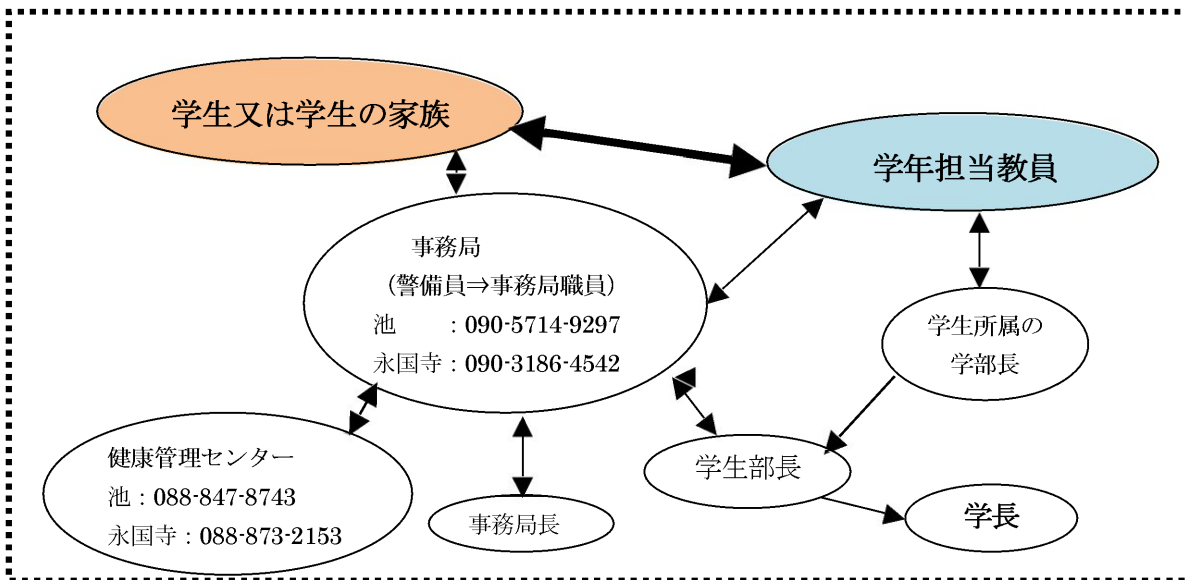 学生又は学生の家族
学年担当教員
事務局
（警備員⇒事務局職員）
池　　：090-5714-9297
永国寺：090-3186-4542
学生所属の
学部長
健康管理センター
池：088-847-8743
永国寺：088-873-2153
学生部長
事務局長
学長